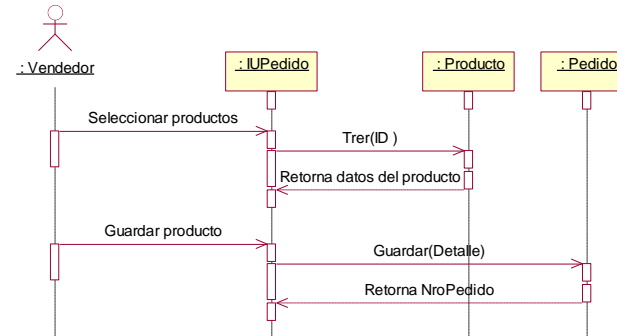 : Vendedor
: IUPedido
: Producto
: Pedido
Seleccionar productos
Trer(ID )
Retorna datos del producto
Guardar producto
Guardar(Detalle)
Retorna NroPedido